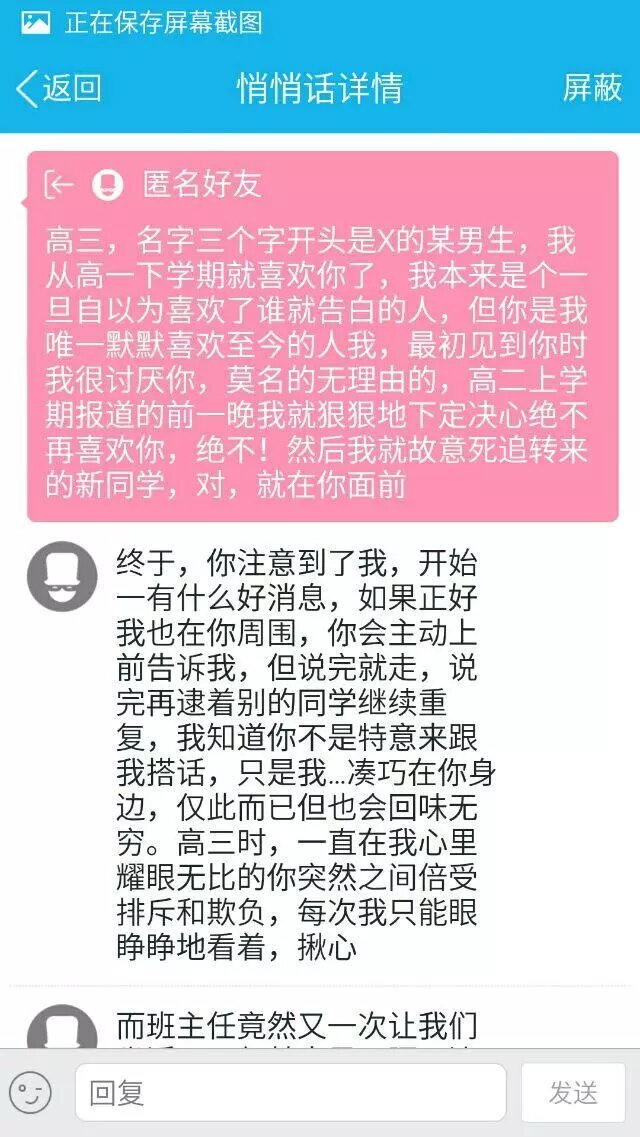 正在保存屏幕截图
返回 悄悄话详情 屏蔽
匿名好友
高三，名字三个字开头是X的某男生，我
从高一下学期就喜欢你了，我本来是个一
旦自以为喜欢了谁就告白的人，但你是我
唯一默默喜欢至今的人我，最初见到你时
我很讨厌你，莫名的无理由的，高二上学
期报道的前一晚我就狠狠地下定决心绝不
再喜欢你，绝不！然后我就故意死追转来
的新同学，对，就在你面前
终于，你注意到了我，开始
一有什么好消息，如果正好
我也在你周围，你会主动上
前告诉我，但说完就走，说
完再逮着别的同学继续重
复，我知道你不是特意来跟
我搭话，只是我...凑巧在你身
边，仅此而已但也会回味无
穷。高三时，一直在我心里
耀眼无比的你突然之间倍受
排斥和欺负，每次我只能眼
睁睁地看着，揪心
而班主任竟然又一次让我们
回复 发送